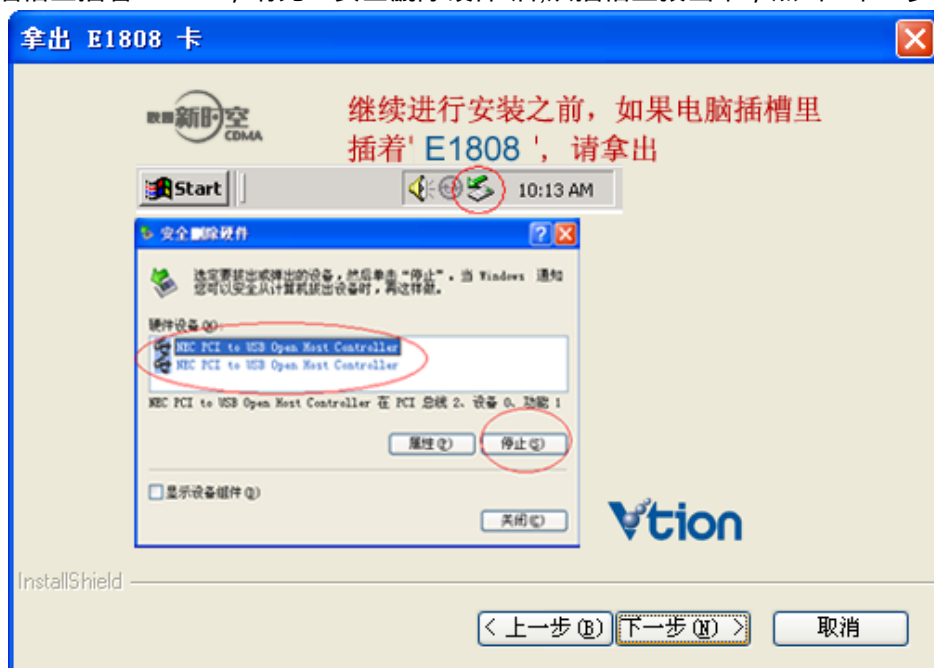 拿出 E1808 卡
联通新时空
CDMA
继续进行安装之前，如果电脑插槽里
插着' E1808 '，请拿出
Start
10:13 AM
安全删除硬件
选定要拔出或弹出的设备，然后单击“停止”。当 Windows 通知
您可以安全从计算机拔出设备时，再这样做。
硬件设备(H):
NEC PCI to USB Open Host Controller
NEC PCI to USB Open Host Controller
NEC PCI to USB Open Host Controller 在 PCI 总线 2、设备 0、功能 1
属性(P)
停止(S)
显示设备组件(D)
关闭(C)
Vtion
InstallShield
< 上一步(B)
下一步(N) >
取消